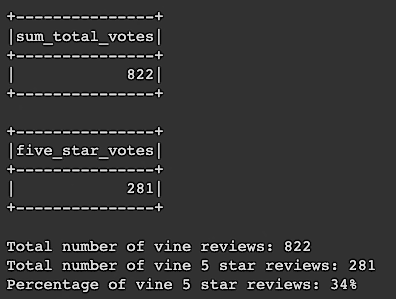 +---------------+
|sum_total_votes|
+---------------+
|            822|
+---------------+

+---------------+
|five_star_votes|
+---------------+
|            281|
+---------------+

Total number of vine reviews: 822
Total number of vine 5 star reviews: 281
Percentage of vine 5 star reviews: 34%